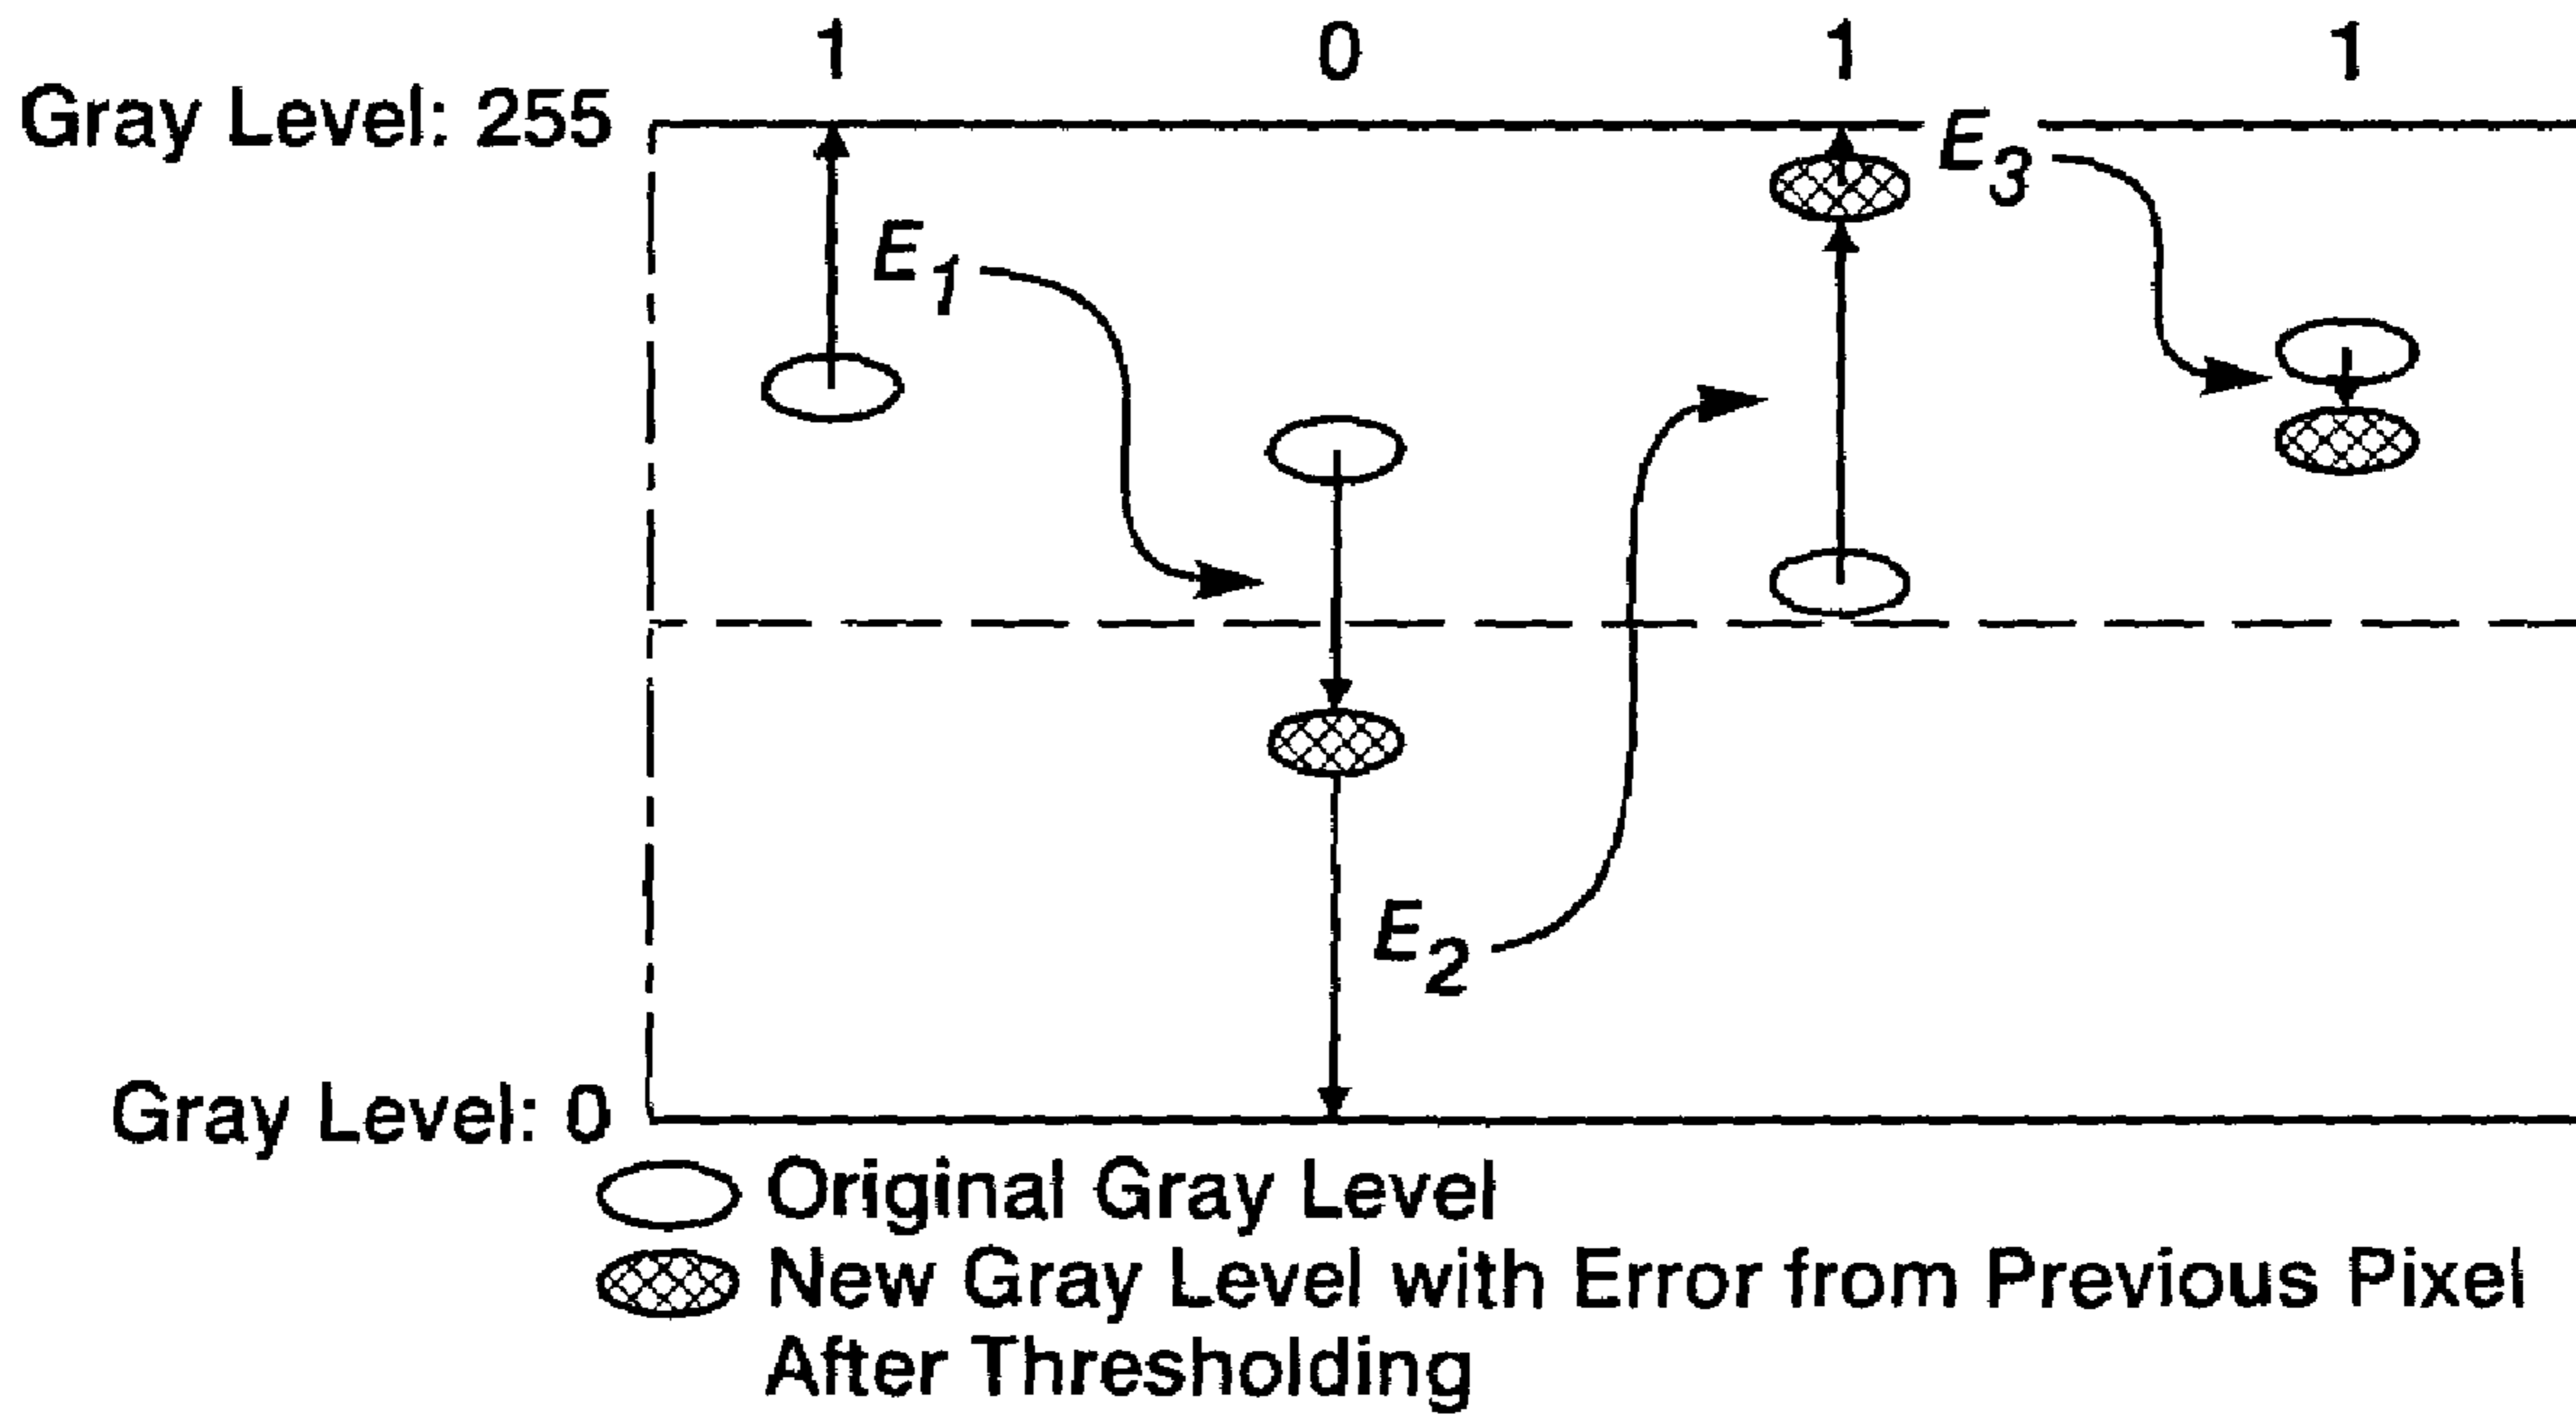 1 0 1 1
Gray Level: 255
E3
E1
E2
Gray Level: 0
Original Gray Level
New Gray Level with Error from Previous Pixel
After Thresholding